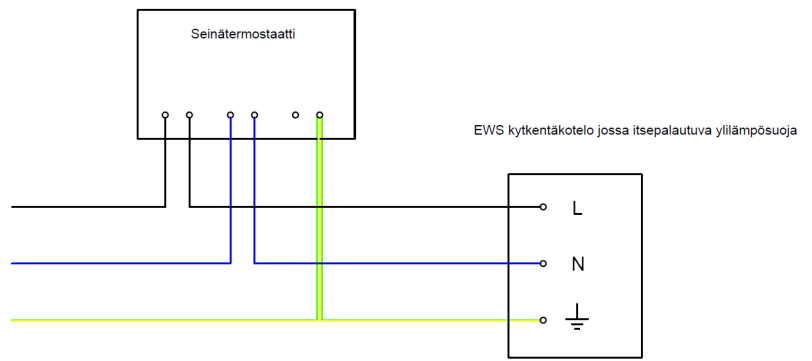 Seinätermostaatti
EWS kytkentäkotelo jossa itsepalautuva ylilämpösuoja
L
N